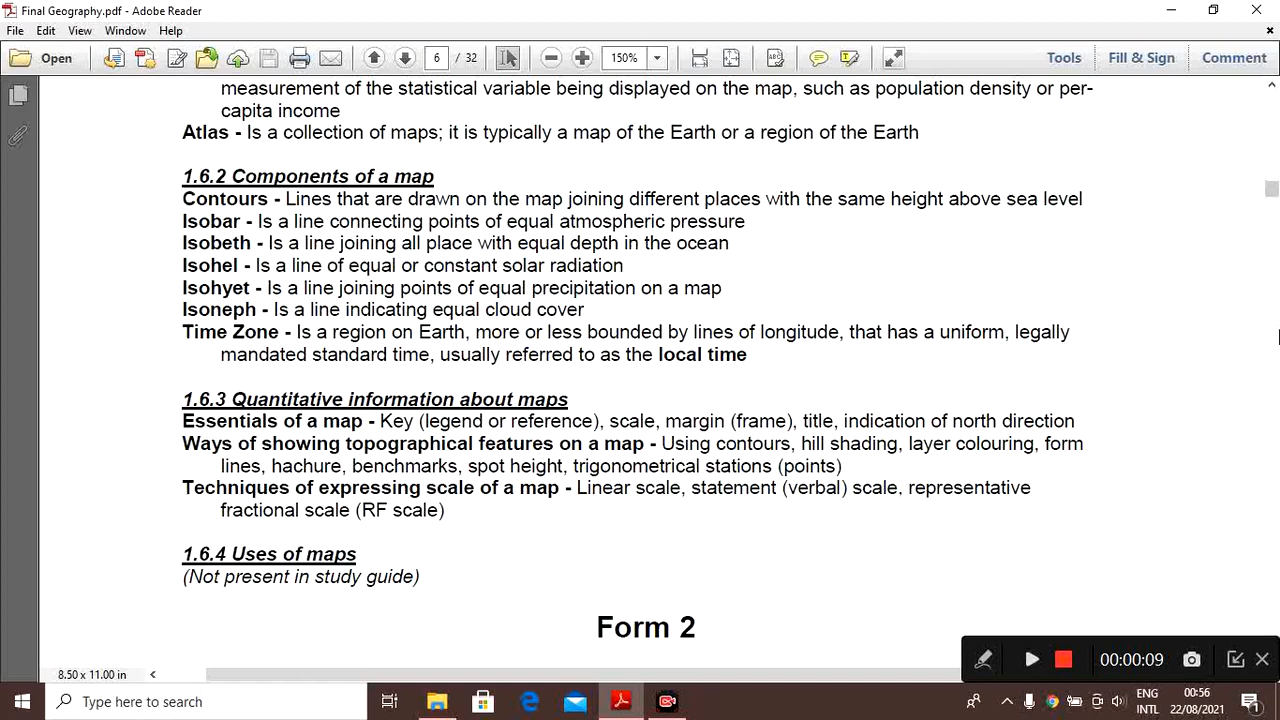 Final Geography.pdf - Adobe Reader
File Edit View Window Help
Open 6 / 32 150% Tools Fill & Sign Comment
measurement of the statistical variable being displayed on the map, such as population density or per-
capita income
Atlas - Is a collection of maps; it is typically a map of the Earth or a region of the Earth
1.6.2 Components of a map
Contours - Lines that are drawn on the map joining different places with the same height above sea level
Isobar - Is a line connecting points of equal atmospheric pressure
Isobeth - Is a line joining all place with equal depth in the ocean
Isohel - Is a line of equal or constant solar radiation
Isohyet - Is a line joining points of equal precipitation on a map
Isoneph - Is a line indicating equal cloud cover
Time Zone - Is a region on Earth, more or less bounded by lines of longitude, that has a uniform, legally
mandated standard time, usually referred to as the local time
1.6.3 Quantitative information about maps
Essentials of a map - Key (legend or reference), scale, margin (frame), title, indication of north direction
Ways of showing topographical features on a map - Using contours, hill shading, layer colouring, form
lines, hachure, benchmarks, spot height, trigonometrical stations (points)
Techniques of expressing scale of a map - Linear scale, statement (verbal) scale, representative
fractional scale (RF scale)
1.6.4 Uses of maps
(Not present in study guide)
Form 2
8.50 x 11.00 in
00:00:09
Type here to search
ENG 00:56
INTL 22/08/2021
1